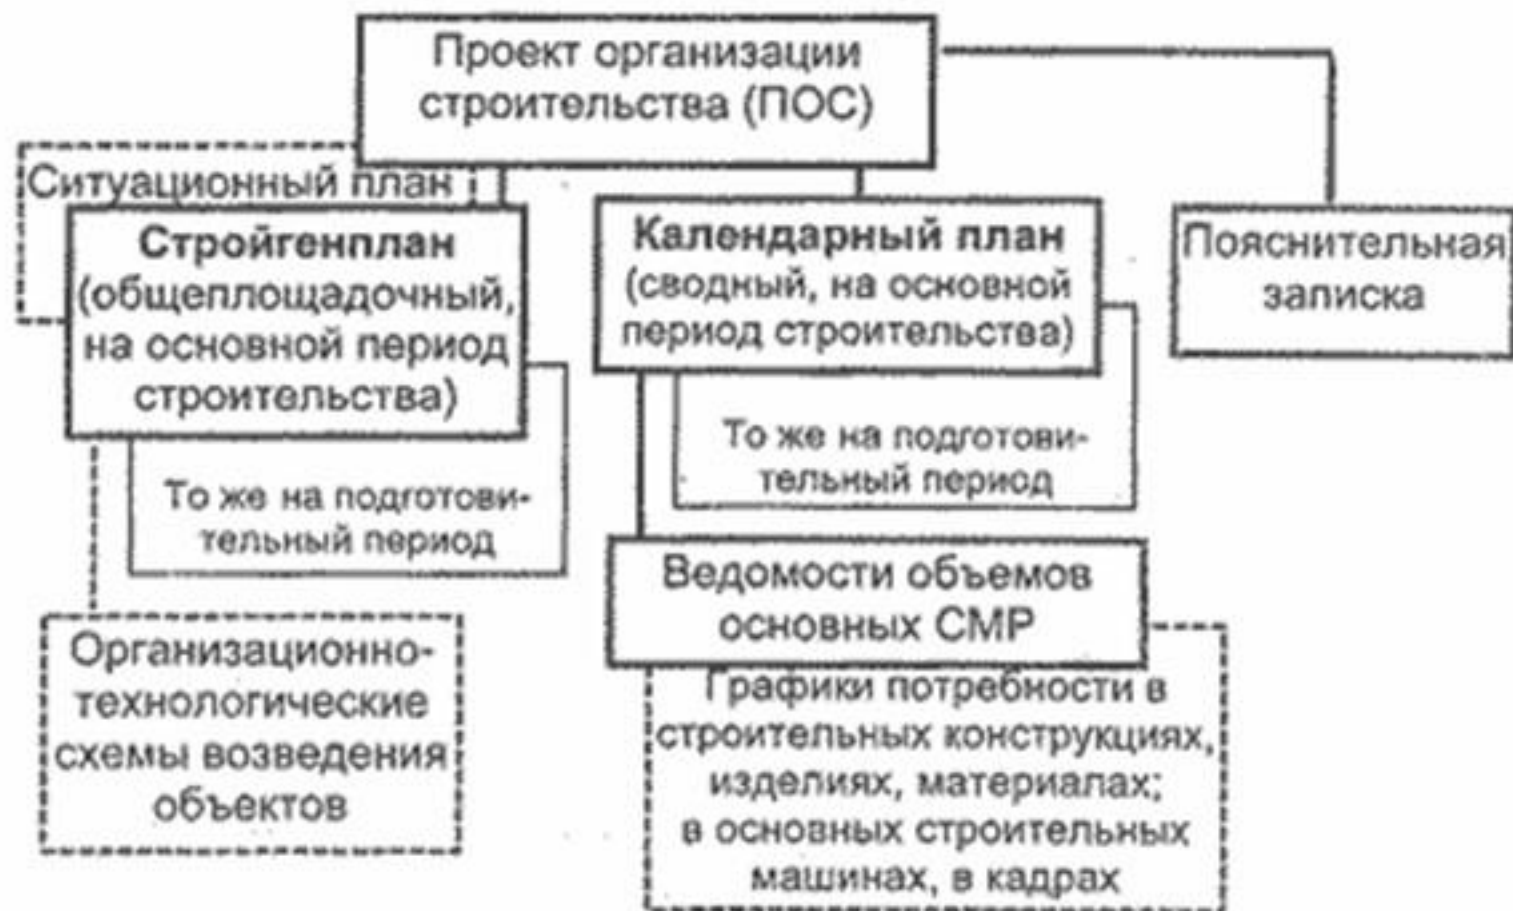 Проект организации
строительства (ПОС)
Ситуационный план
Стройгенплан
(общеплощадочный,
на основной период
строительства)
То же на подготови-
тельный период
Организационно-
технологические
схемы возведения
объектов
Календарный план
(сводный, на основной
период строительства)
То же на подготови-
тельный период
Ведомости объемов
основных СМР
Графики потребности в
строительных конструкциях,
изделиях, материалах;
в основных строительных
машинах, в кадрах
Пояснительная
записка